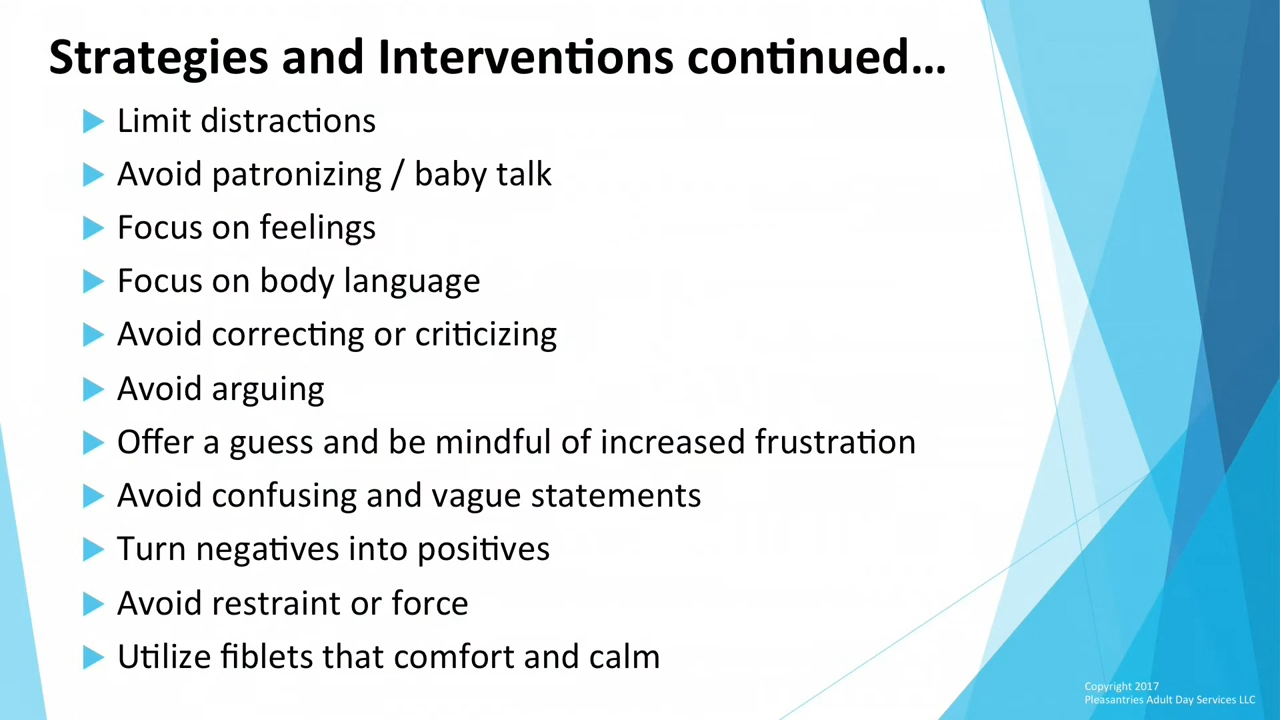 Strategies and Interventions continued...
Limit distractions
Avoid patronizing / baby talk
Focus on feelings
Focus on body language
Avoid correcting or criticizing
Avoid arguing
Offer a guess and be mindful of increased frustration
Avoid confusing and vague statements
Turn negatives into positives
Avoid restraint or force
Utilize fiblets that comfort and calm
Copyright 2017
Pleasantries Adult Day Services LLC